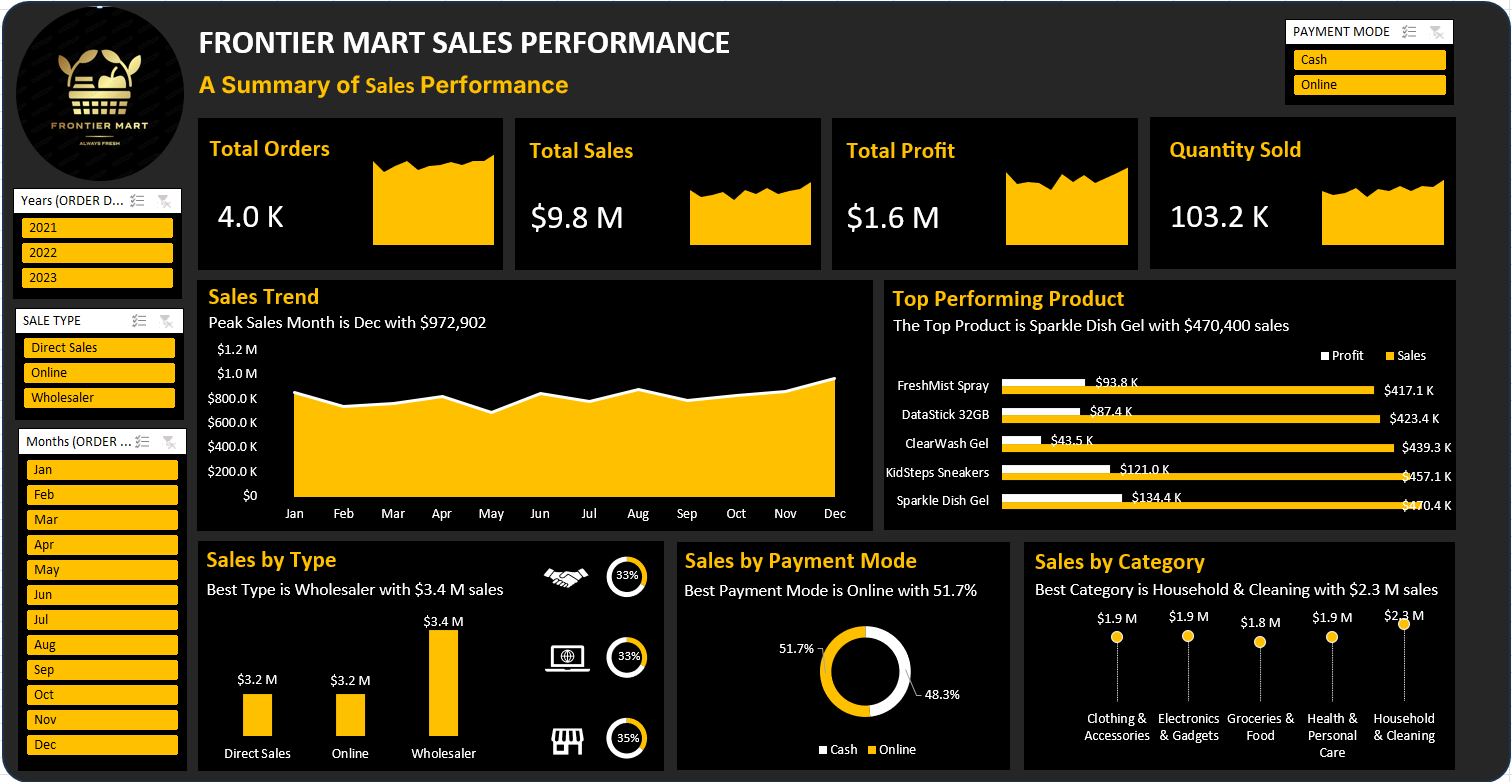 FRONTIER MART
ALWAYS FRESH
FRONTIER MART SALES PERFORMANCE
A Summary of Sales Performance
PAYMENT MODE
Cash
Online
Years (ORDER D...
2021
2022
2023
SALE TYPE
Direct Sales
Online
Wholesaler
Months (ORDER ...
Jan
Feb
Mar
Apr
May
Jun
Jul
Aug
Sep
Oct
Nov
Dec
Total Orders
4.0 K
Total Sales
$9.8 M
Total Profit
$1.6 M
Quantity Sold
103.2 K
Sales Trend
Peak Sales Month is Dec with $972,902
$1.2 M
$1.0 M
$800.0 K
$600.0 K
$400.0 K
$200.0 K
$0
Jan Feb Mar Apr May Jun Jul Aug Sep Oct Nov Dec
Top Performing Product
The Top Product is Sparkle Dish Gel with $470,400 sales
Profit Sales
FreshMist Spray $93.8 K $417.1 K
DataStick 32GB $87.4 K $423.4 K
ClearWash Gel $43.5 K $439.3 K
KidSteps Sneakers $121.0 K $457.1 K
Sparkle Dish Gel $134.4 K $470.4 K
Sales by Type
Best Type is Wholesaler with $3.4 M sales
$3.2 M $3.2 M $3.4 M
Direct Sales Online Wholesaler
33%
33%
35%
Sales by Payment Mode
Best Payment Mode is Online with 51.7%
51.7%
48.3%
Cash Online
Sales by Category
Best Category is Household & Cleaning with $2.3 M sales
$1.9 M $1.9 M $1.8 M $1.9 M $2.3 M
Clothing & Electronics Groceries & Health & Household
Accessories & Gadgets Food Personal & Cleaning
Care